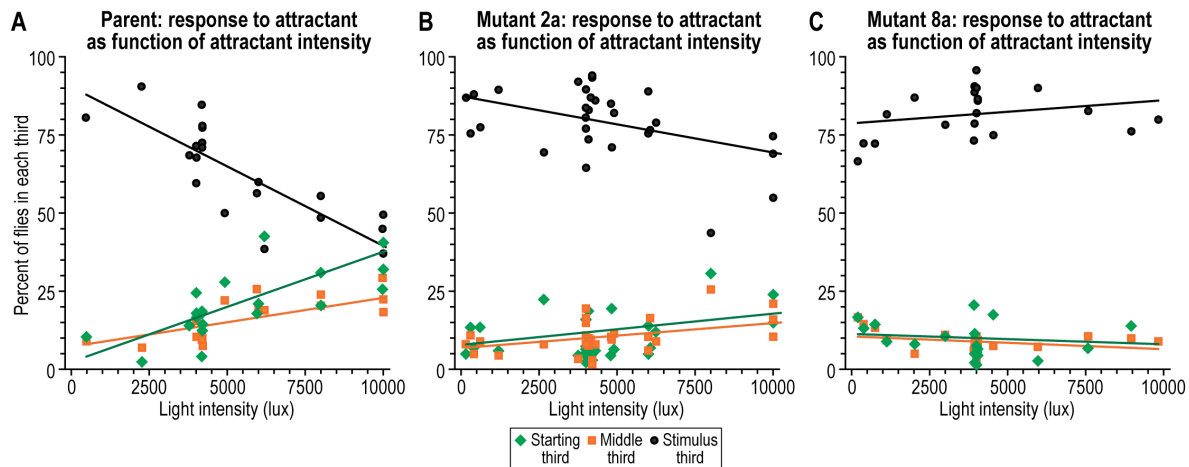 A
Parent: response to attractant
as function of attractant intensity
Percent of flies in each third
100
75
50
25
0
0
2500
5000
7500
10000
Light intensity (lux)
B
Mutant 2a: response to attractant
as function of attractant intensity
100
75
50
25
0
0
2500
5000
7500
10000
Light intensity (lux)
C
Mutant 8a: response to attractant
as function of attractant intensity
100
75
50
25
0
0
2500
5000
7500
10000
Light intensity (lux)
Starting
third
Middle
third
Stimulus
third